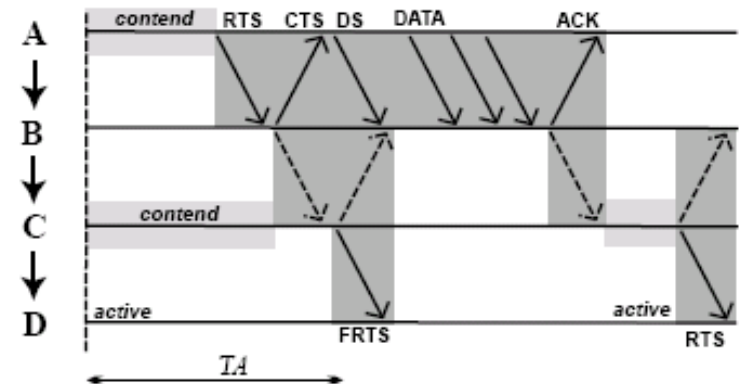 contend RTS CTS DS DATA ACK
A
B
contend
C
active active
D
FRTS RTS
TA